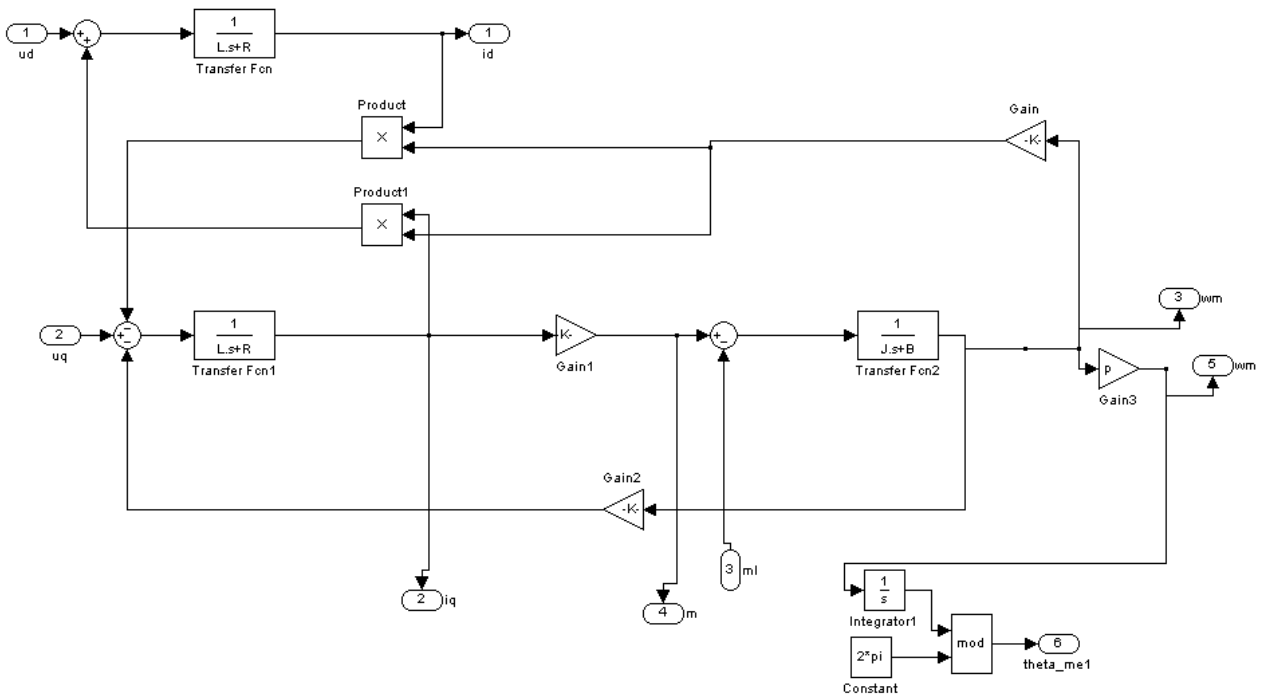 1
ud
+
+
1
L.s+R
Transfer Fcn
1
id
Product
×
Gain
-K-
Product1
×
3
wm
2
uq
−
+
−
1
L.s+R
Transfer Fcn1
K-
Gain1
+
−
1
J.s+B
Transfer Fcn2
p
Gain3
5
wm
Gain2
-K-
3
ml
2
iq
4
m
1
s
Integrator1
2*pi
Constant
mod
6
theta_me1